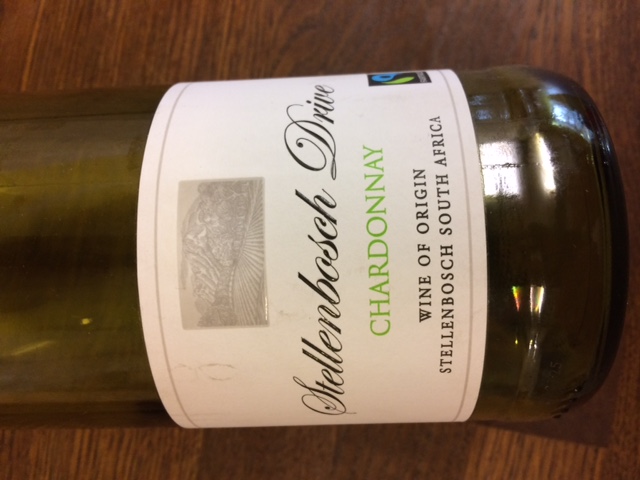 Stellenbosch Drive
CHARDONNAY
WINE OF ORIGIN
STELLENBOSCH SOUTH AFRICA